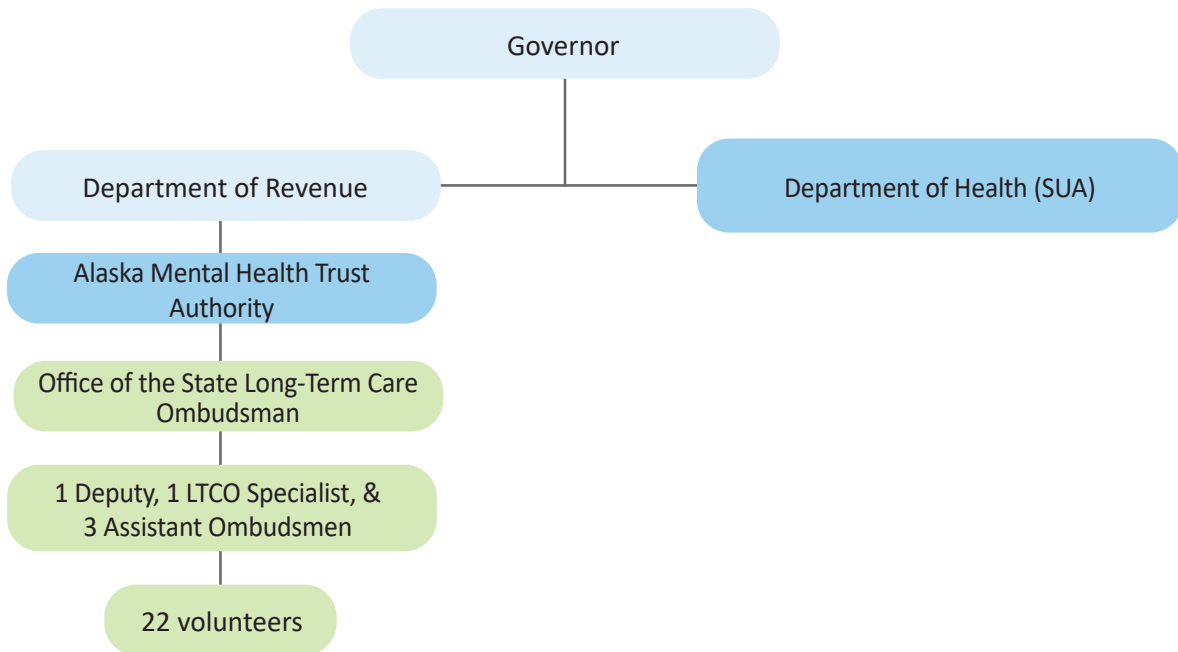 Governor
Department of Revenue
Department of Health (SUA)
Alaska Mental Health Trust
Authority
Office of the State Long-Term Care
Ombudsman
1 Deputy, 1 LTCO Specialist, &
3 Assistant Ombudsmen
22 volunteers